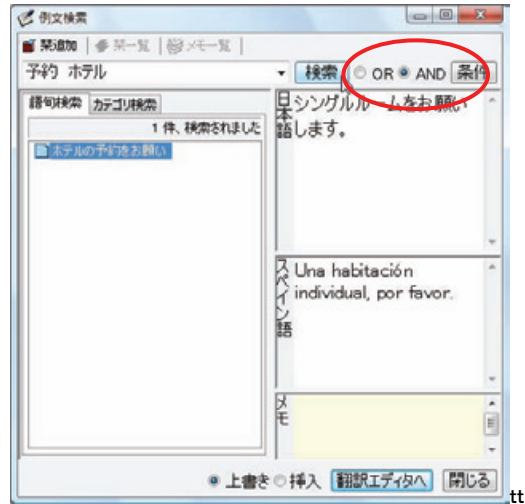 例文検索
栞追加 栞一覧 メモ一覧
予約 ホテル 検索 OR AND 条件
語句検索 カテゴリ検索
1 件、検索されました
ホテルの予約をお願い
日本語
シングルルームをお願い
します。
スペイン語
Una habitación
individual, por favor.
メモ
上書き 挿入 翻訳エディタへ 閉じる
tt